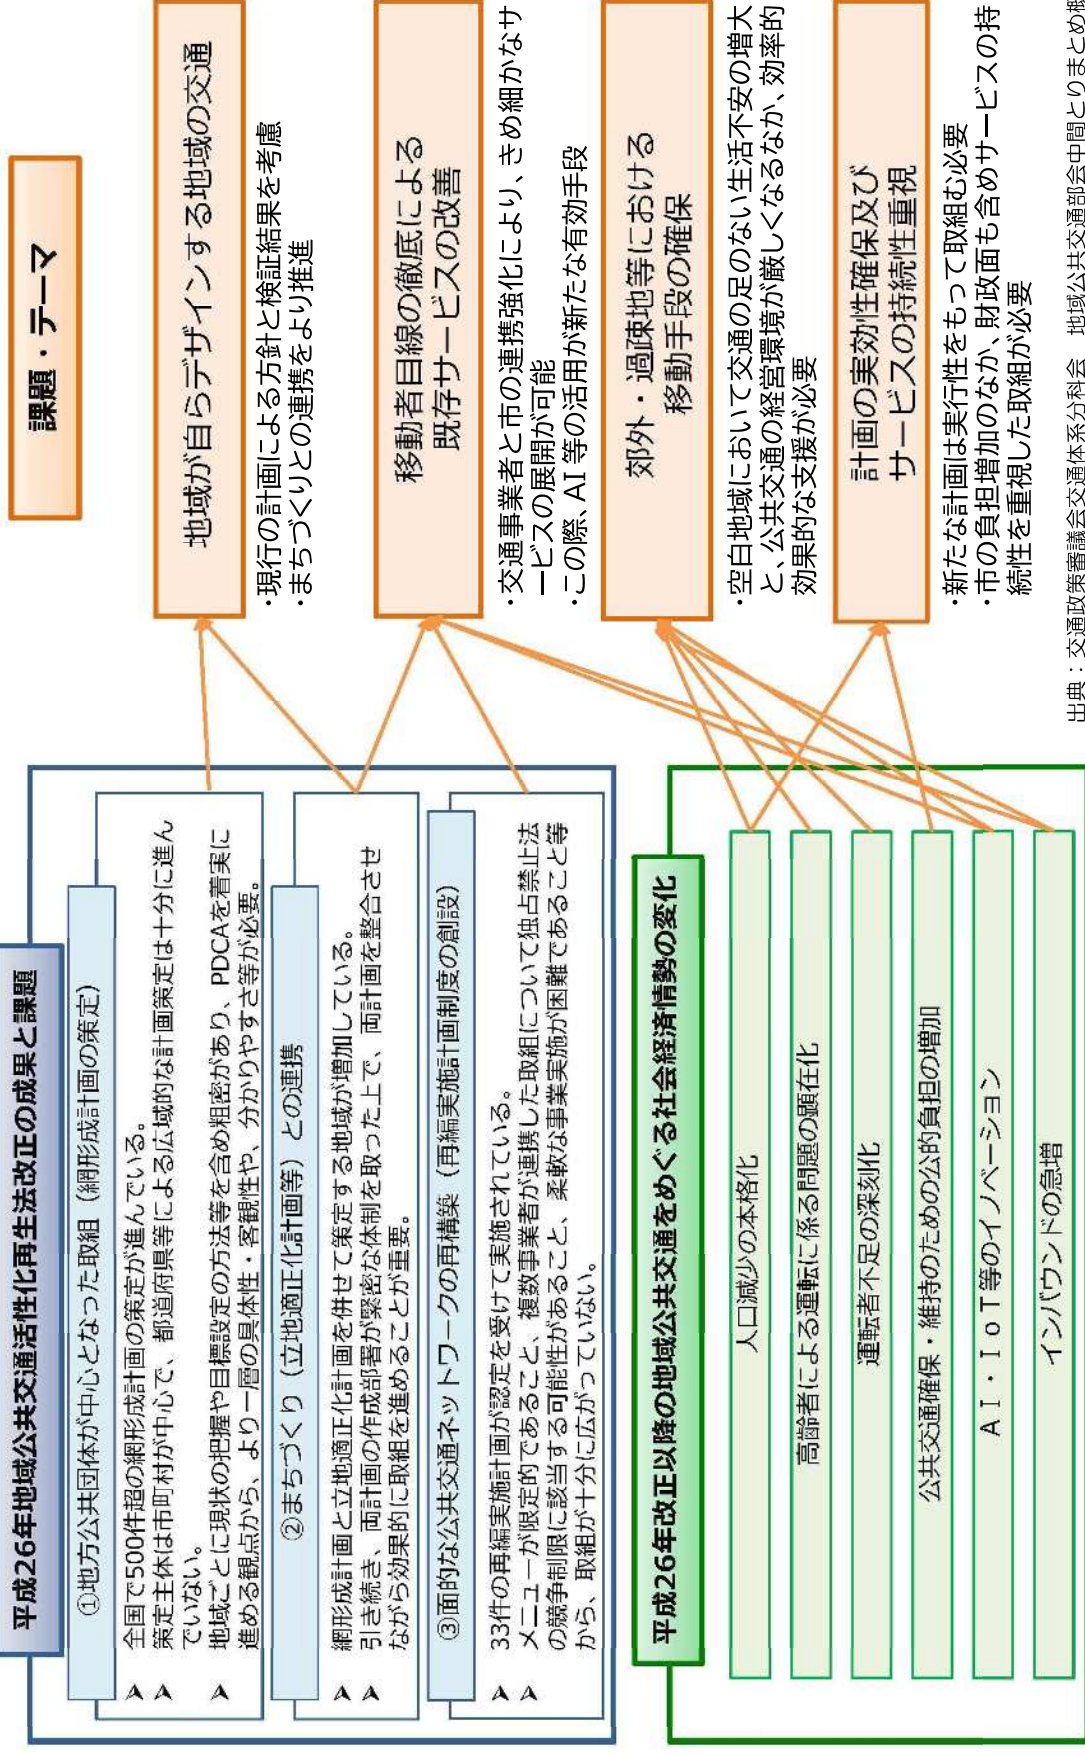 平成26年地域公共交通活性化再生法改正の成果と課題
①地方公共団体が中心となった取組（網形成計画の策定）
➢ 全国で500件超の網形成計画の策定が進んでいる。
➢ 策定主体は市町村が中心で、都道府県等による広域的な計画策定は十分に進ん
でいない。
➢ 地域ごとに現状の把握や目標設定の方法等を含め粗密があり、PDCAを着実に
進める観点から、より一層の具体性・客観性や、分かりやすさ等が必要。
②まちづくり（立地適正化計画等）との連携
➢ 網形成計画と立地適正化計画を併せて策定する地域が増加している。
➢ 引き続き、両計画の作成部署が緊密な体制を取った上で、両計画を整合させ
ながら効果的に取組を進めることが重要。
③面的な公共交通ネットワークの再構築（再編実施計画制度の創設）
➢ 33件の再編実施計画が認定を受けて実施されている。
➢ メニューが限定的であること、複数事業者が連携した取組について独占禁止法
の競争制限に該当する可能性があること、柔軟な事業実施が困難であること等
から、取組が十分に広がっていない。
平成26年改正以降の地域公共交通をめぐる社会経済情勢の変化
人口減少の本格化
高齢者による運転に係る問題の顕在化
運転者不足の深刻化
公共交通確保・維持のための公的負担の増加
ＡＩ・ＩｏＴ等のイノベーション
インバウンドの急増
課題・テーマ
地域が自らデザインする地域の交通
・現行の計画による方針と検証結果を考慮
・まちづくりとの連携をより推進
移動者目線の徹底による
既存サービスの改善
・交通事業者と市の連携強化により、きめ細かなサ
ービスの展開が可能
・この際、AI 等の活用が新たな有効手段
郊外・過疎地等における
移動手段の確保
・空白地域において交通の足のない生活不安の増大
と、公共交通の経営環境が厳しくなるなか、効率的
効果的な支援が必要
計画の実効性確保及び
サービスの持続性重視
・新たな計画は実行性をもって取組む必要
・市の負担増加のなか、財政面も含めサービスの持
続性を重視した取組が必要
出典：交通政策審議会交通体系分科会　地域公共交通部会中間とりまとめ概